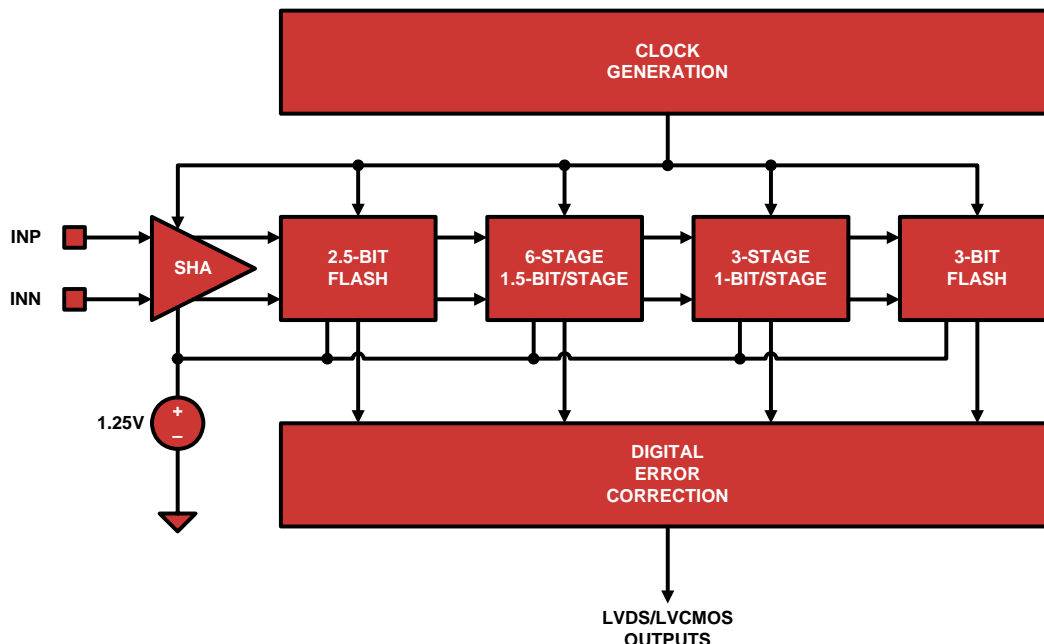 CLOCK
GENERATION
INP
INN
SHA
2.5-BIT
FLASH
6-STAGE
1.5-BIT/STAGE
3-STAGE
1-BIT/STAGE
3-BIT
FLASH
1.25V
+
–
DIGITAL
ERROR
CORRECTION
LVDS/LVCMOS
OUTPUTS